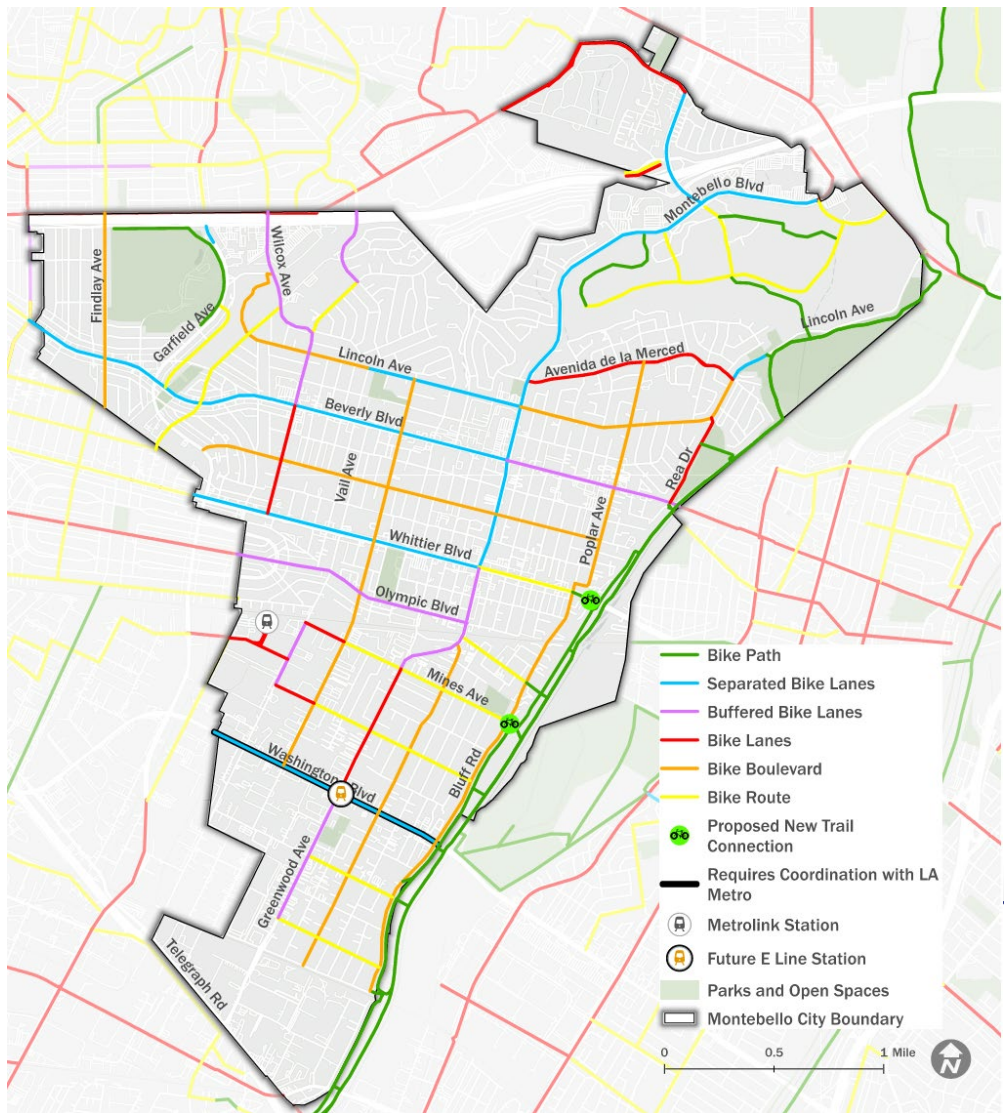 Montebello Blvd
Findlay Ave
Wilcox Ave
Garfield Ave
Lincoln Ave
Lincoln Ave
Avenida de la Merced
Beverly Blvd
Vail Ave
Rea Dr
Poplar Ave
Whittier Blvd
Olympic Blvd
Mines Ave
Washington Blvd
Bluff Rd
Greenwood Ave
Telegraph Rd
Bike Path
Separated Bike Lanes
Buffered Bike Lanes
Bike Lanes
Bike Boulevard
Bike Route
Proposed New Trail
Connection
Requires Coordination with LA
Metro
Metrolink Station
Future E Line Station
Parks and Open Spaces
Montebello City Boundary
0 0.5 1 Mile
N